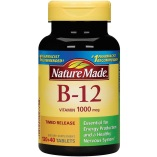 Nature Made
B-12
VITAMIN 1000 mcg
TIMED RELEASE
TABLETS
Essential for
Energy Production
and a Healthy
Nervous System